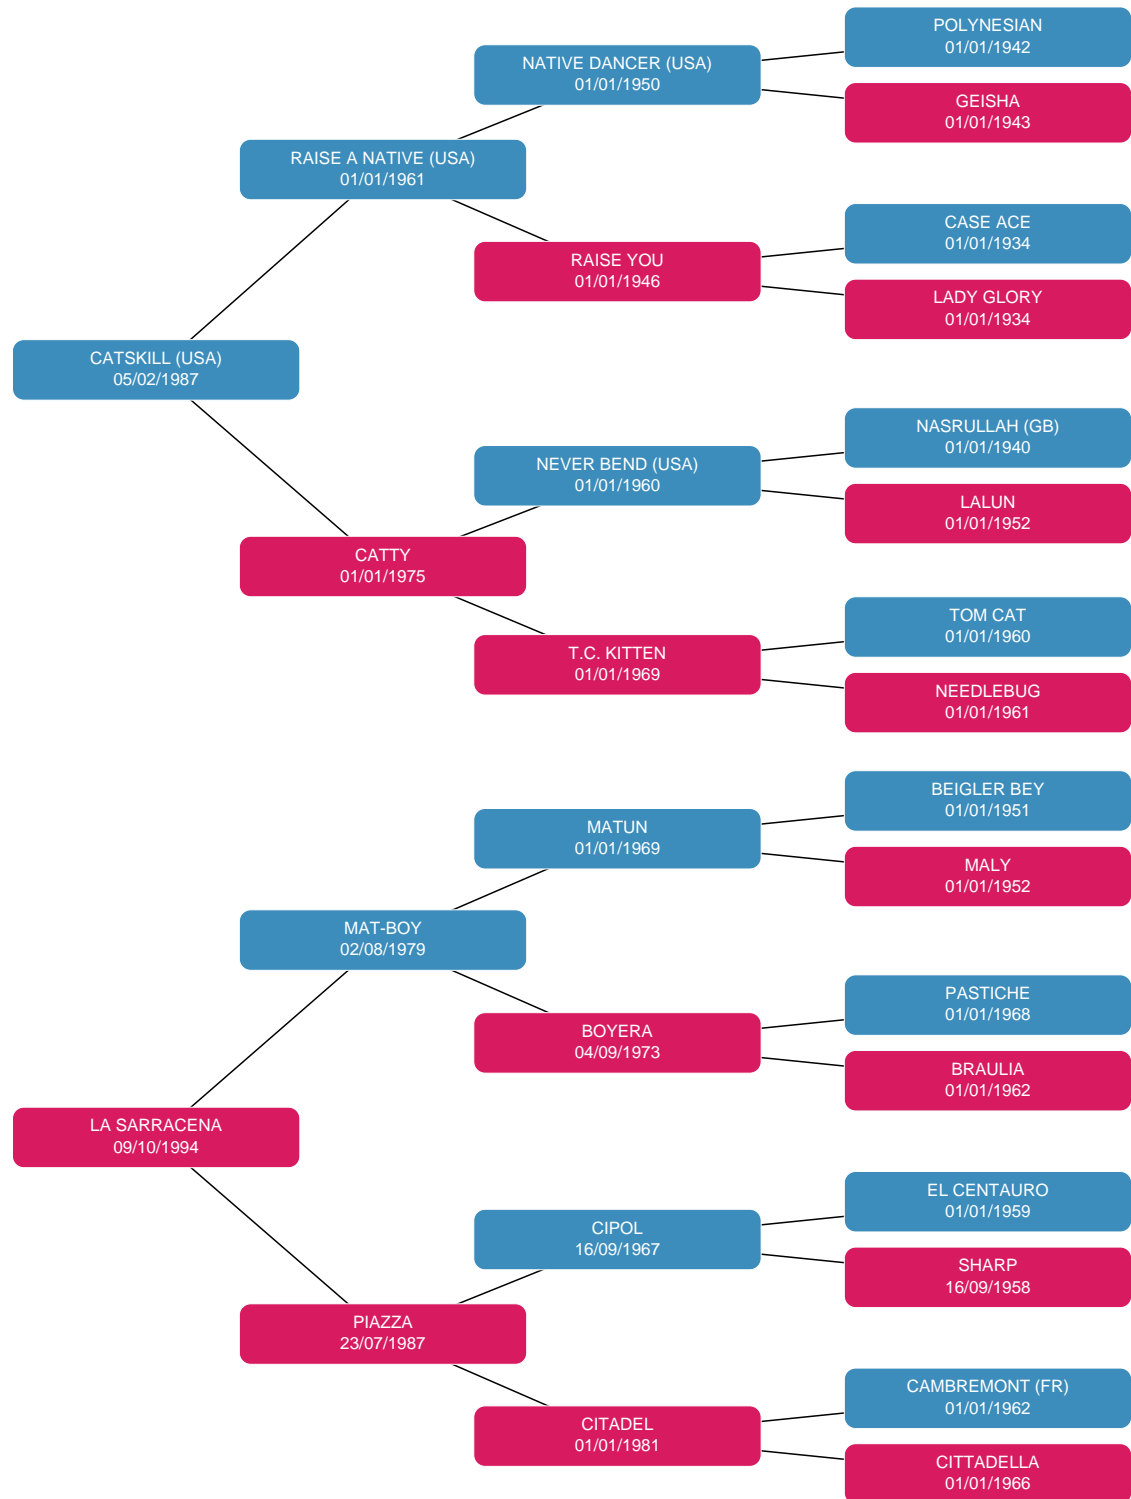 POLYNESIAN
01/01/1942
NATIVE DANCER (USA)
01/01/1950
GEISHA
01/01/1943
RAISE A NATIVE (USA)
01/01/1961
CASE ACE
01/01/1934
RAISE YOU
01/01/1946
LADY GLORY
01/01/1934
CATSKILL (USA)
05/02/1987
NASRULLAH (GB)
01/01/1940
NEVER BEND (USA)
01/01/1960
LALUN
01/01/1952
CATTY
01/01/1975
TOM CAT
01/01/1960
T.C. KITTEN
01/01/1969
NEEDLEBUG
01/01/1961
BEIGLER BEY
01/01/1951
MATUN
01/01/1969
MALY
01/01/1952
MAT-BOY
02/08/1979
PASTICHE
01/01/1968
BOYERA
04/09/1973
BRAULIA
01/01/1962
LA SARRACENA
09/10/1994
EL CENTAURO
01/01/1959
CIPOL
16/09/1967
SHARP
16/09/1958
PIAZZA
23/07/1987
CAMBREMONT (FR)
01/01/1962
CITADEL
01/01/1981
CITTADELLA
01/01/1966